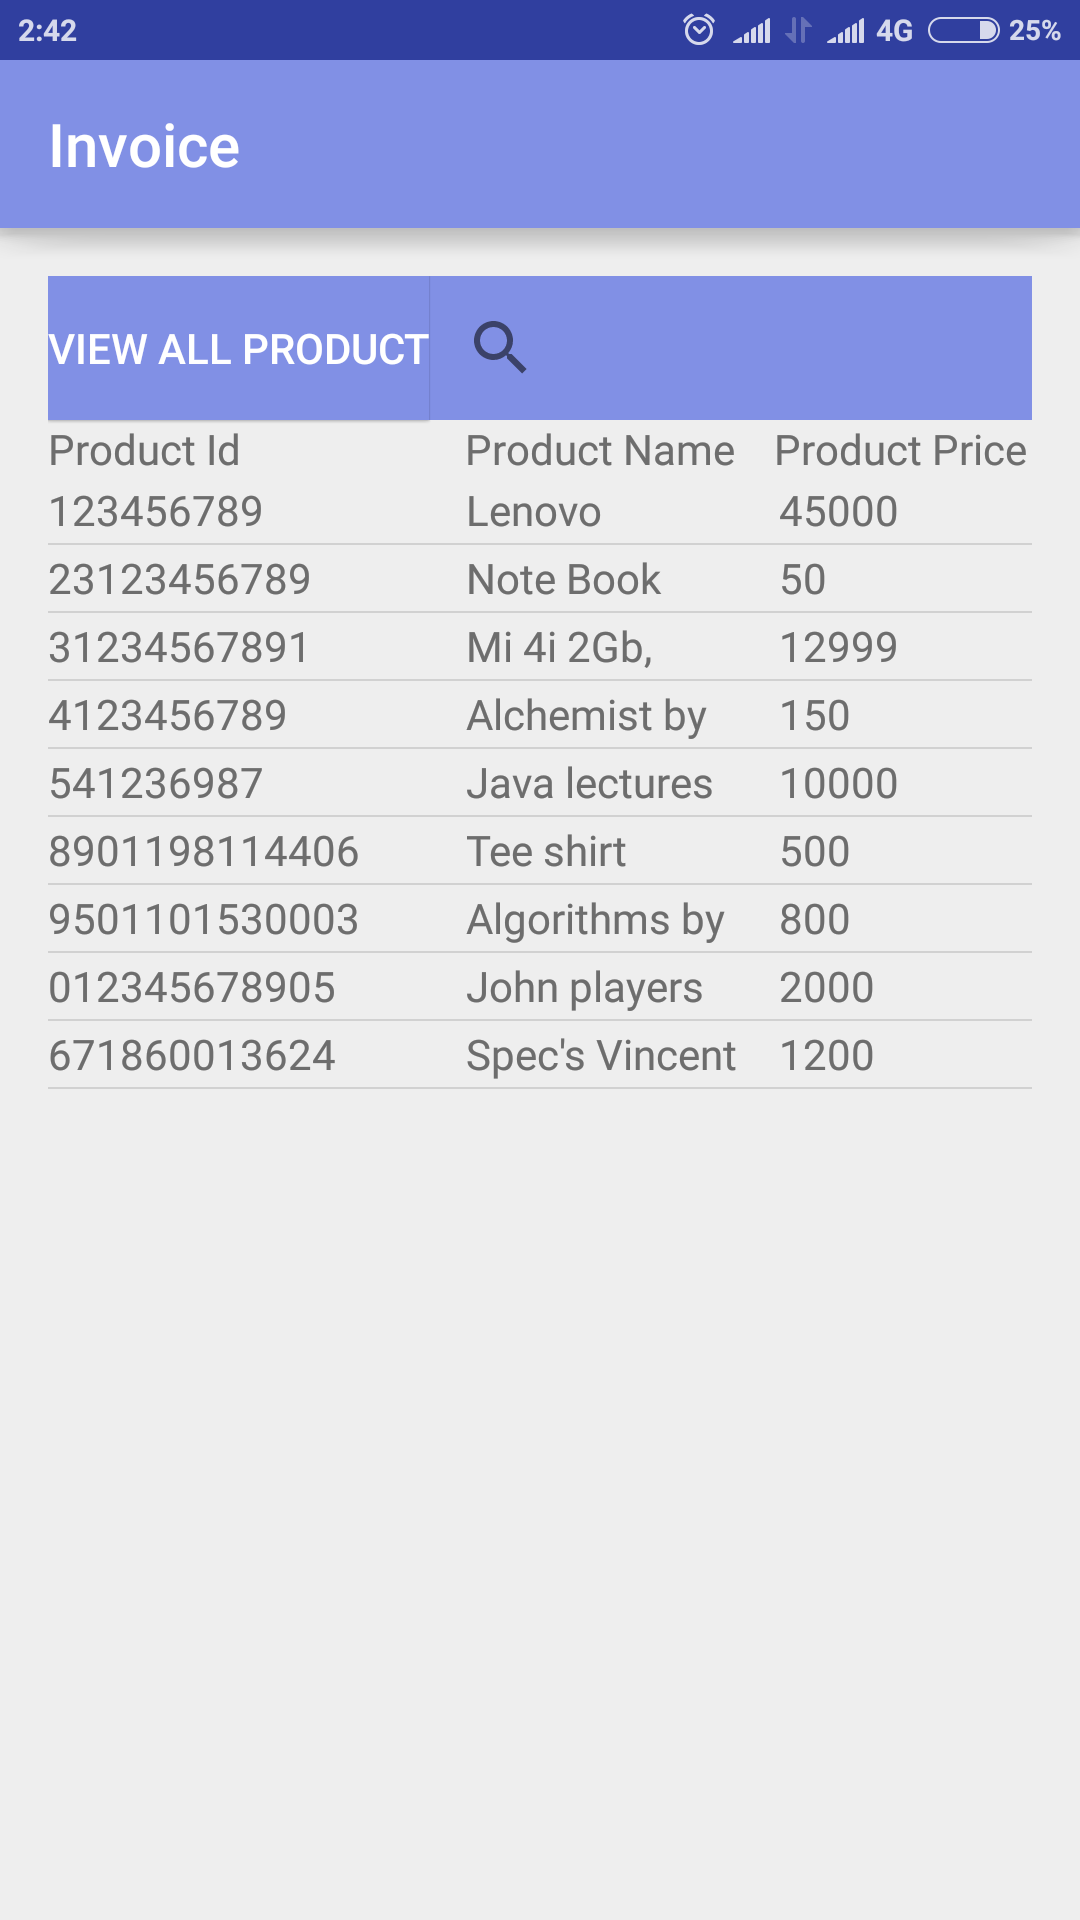 2:42 4G 25%
Invoice
VIEW ALL PRODUCT
Product Id Product Name Product Price
123456789 Lenovo 45000
23123456789 Note Book 50
31234567891 Mi 4i 2Gb, 12999
4123456789 Alchemist by 150
541236987 Java lectures 10000
8901198114406 Tee shirt 500
9501101530003 Algorithms by 800
012345678905 John players 2000
671860013624 Spec's Vincent 1200